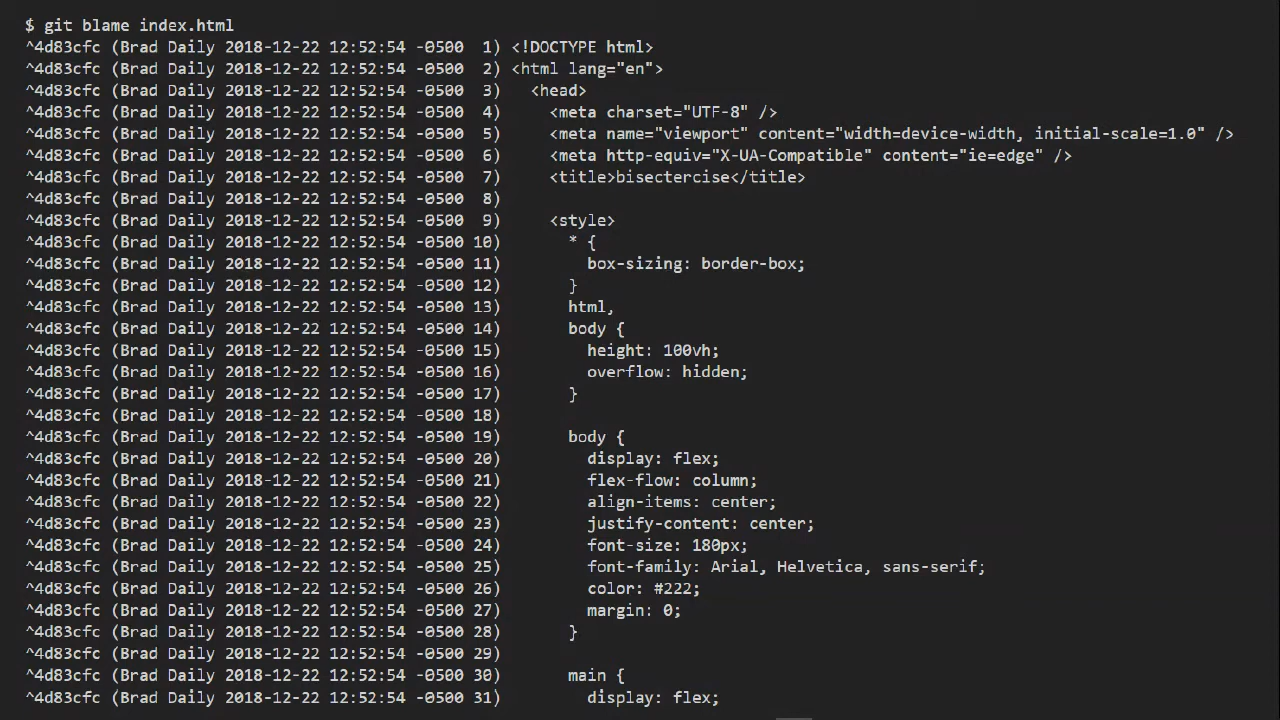 $ git blame index.html
^4d83cfc (Brad Daily 2018-12-22 12:52:54 -0500  1) <!DOCTYPE html>
^4d83cfc (Brad Daily 2018-12-22 12:52:54 -0500  2) <html lang="en">
^4d83cfc (Brad Daily 2018-12-22 12:52:54 -0500  3)   <head>
^4d83cfc (Brad Daily 2018-12-22 12:52:54 -0500  4)     <meta charset="UTF-8" />
^4d83cfc (Brad Daily 2018-12-22 12:52:54 -0500  5)     <meta name="viewport" content="width=device-width, initial-scale=1.0" />
^4d83cfc (Brad Daily 2018-12-22 12:52:54 -0500  6)     <meta http-equiv="X-UA-Compatible" content="ie=edge" />
^4d83cfc (Brad Daily 2018-12-22 12:52:54 -0500  7)     <title>bisectercise</title>
^4d83cfc (Brad Daily 2018-12-22 12:52:54 -0500  8)
^4d83cfc (Brad Daily 2018-12-22 12:52:54 -0500  9)     <style>
^4d83cfc (Brad Daily 2018-12-22 12:52:54 -0500 10)       * {
^4d83cfc (Brad Daily 2018-12-22 12:52:54 -0500 11)         box-sizing: border-box;
^4d83cfc (Brad Daily 2018-12-22 12:52:54 -0500 12)       }
^4d83cfc (Brad Daily 2018-12-22 12:52:54 -0500 13)       html,
^4d83cfc (Brad Daily 2018-12-22 12:52:54 -0500 14)       body {
^4d83cfc (Brad Daily 2018-12-22 12:52:54 -0500 15)         height: 100vh;
^4d83cfc (Brad Daily 2018-12-22 12:52:54 -0500 16)         overflow: hidden;
^4d83cfc (Brad Daily 2018-12-22 12:52:54 -0500 17)       }
^4d83cfc (Brad Daily 2018-12-22 12:52:54 -0500 18)
^4d83cfc (Brad Daily 2018-12-22 12:52:54 -0500 19)       body {
^4d83cfc (Brad Daily 2018-12-22 12:52:54 -0500 20)         display: flex;
^4d83cfc (Brad Daily 2018-12-22 12:52:54 -0500 21)         flex-flow: column;
^4d83cfc (Brad Daily 2018-12-22 12:52:54 -0500 22)         align-items: center;
^4d83cfc (Brad Daily 2018-12-22 12:52:54 -0500 23)         justify-content: center;
^4d83cfc (Brad Daily 2018-12-22 12:52:54 -0500 24)         font-size: 180px;
^4d83cfc (Brad Daily 2018-12-22 12:52:54 -0500 25)         font-family: Arial, Helvetica, sans-serif;
^4d83cfc (Brad Daily 2018-12-22 12:52:54 -0500 26)         color: #222;
^4d83cfc (Brad Daily 2018-12-22 12:52:54 -0500 27)         margin: 0;
^4d83cfc (Brad Daily 2018-12-22 12:52:54 -0500 28)       }
^4d83cfc (Brad Daily 2018-12-22 12:52:54 -0500 29)
^4d83cfc (Brad Daily 2018-12-22 12:52:54 -0500 30)       main {
^4d83cfc (Brad Daily 2018-12-22 12:52:54 -0500 31)         display: flex;